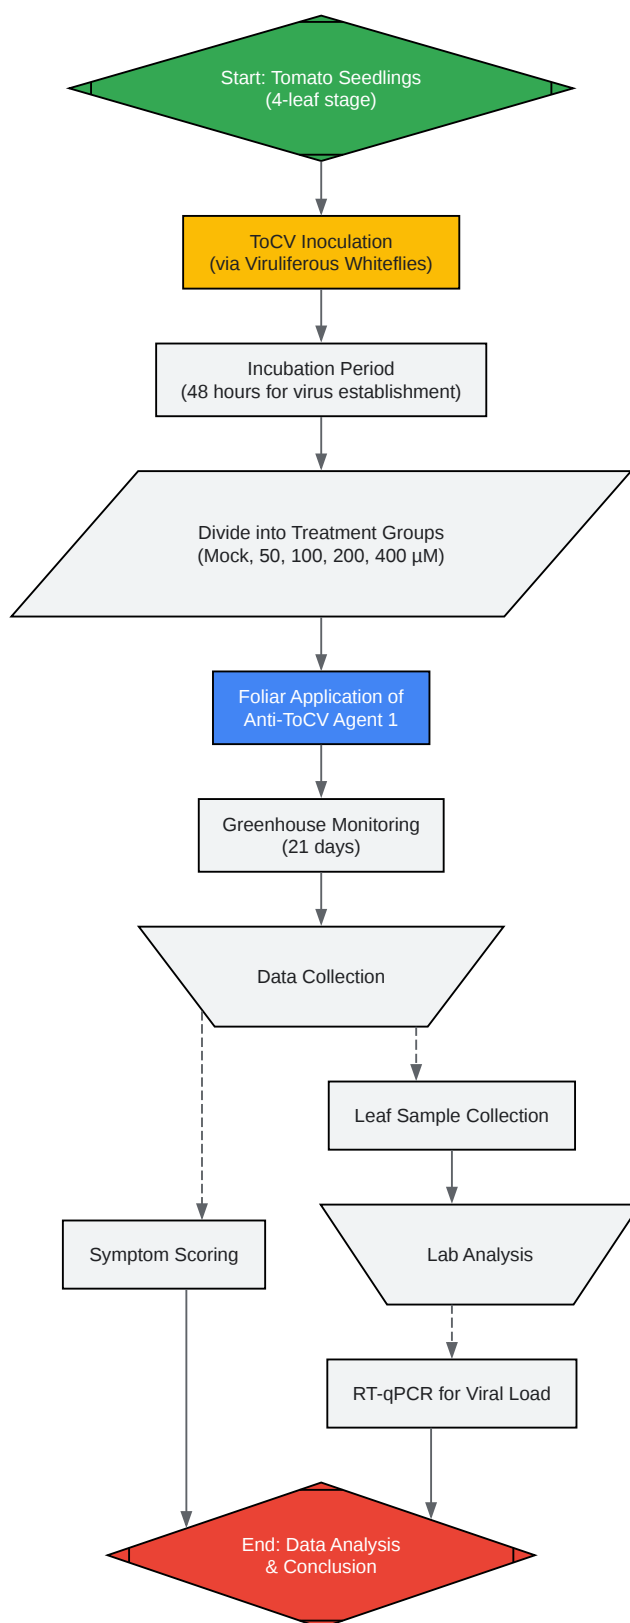 Start: Tomato Seedlings
(4-leaf stage)
ToCV Inoculation
(via Viruliferous Whiteflies)
Incubation Period
(48 hours for virus establishment)
Divide into Treatment Groups
(Mock, 50, 100, 200, 400 µM)
Foliar Application of
Anti-ToCV Agent 1
Greenhouse Monitoring
(21 days)
Data Collection
Leaf Sample Collection
Symptom Scoring
Lab Analysis
RT-qPCR for Viral Load
End: Data Analysis
& Conclusion